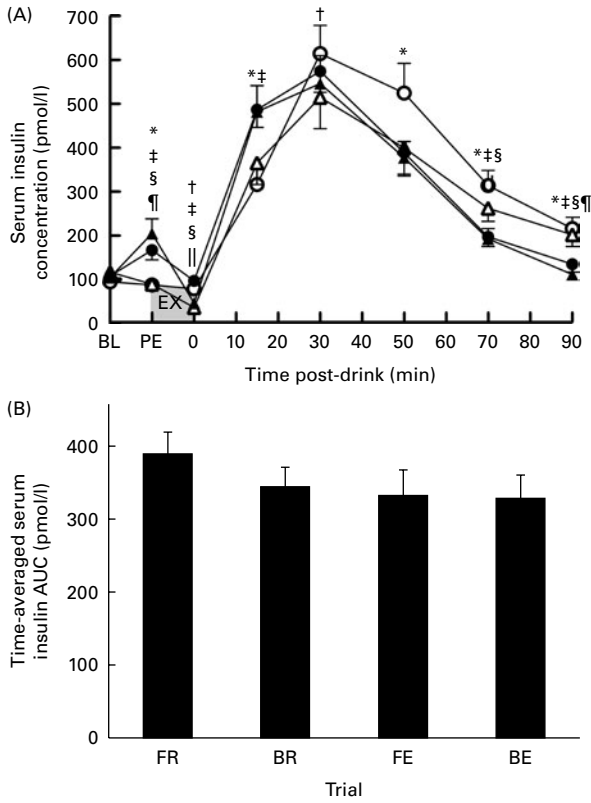 (A)
700
600
500
400
300
200
100
0
Serum insulin
concentration (pmol/l)
*
‡
§
¶
†
‡
§
||
*‡
†
*
*‡§
*‡§¶
EX
BL PE 0 10 20 30 40 50 60 70 80 90
Time post-drink (min)
(B)
400
300
200
100
0
Time-averaged serum
insulin AUC (pmol/l)
FR BR FE BE
Trial